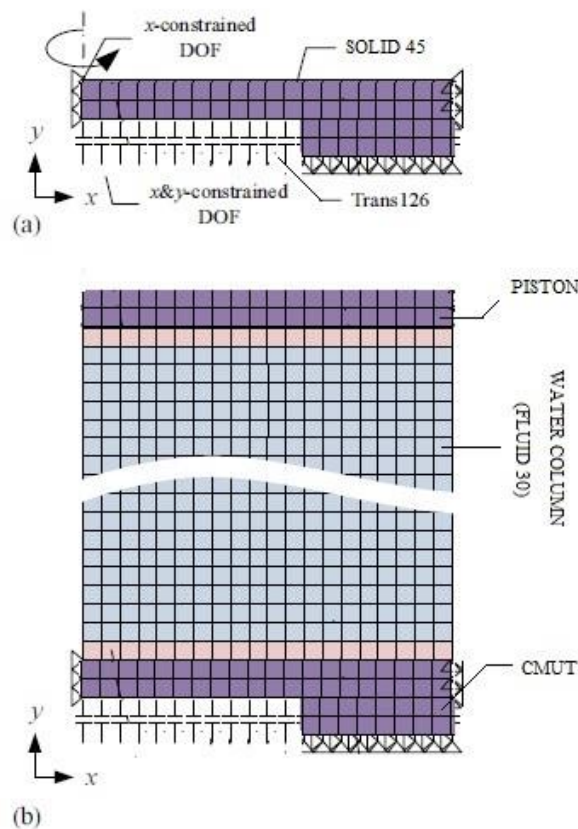 x-constrained
DOF
SOLID 45
y
x
x&y-constrained
DOF
Trans126
(a)
PISTON
WATER COLUMN
(FLUID 30)
CMUT
y
x
(b)